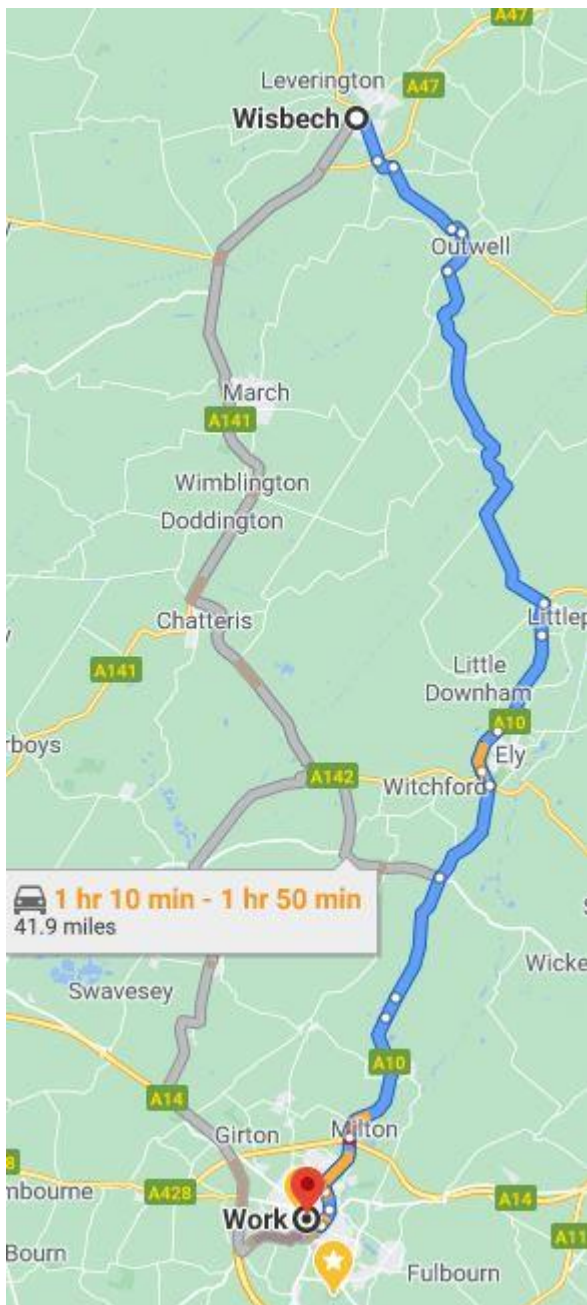 A47
Leverington
A47
Wisbech
Outwell
March
A141
Wimblington
Doddington
Littlep
Chatteris
Little
Downham
A141
A10
rboys
Ely
A142
Witchford
1 hr 10 min - 1 hr 50 min
41.9 miles
Wicke
Swavesey
A10
A14
Girton
Milton
mbourne
A428
A14
Work
A11
Bourn
Fulbourn